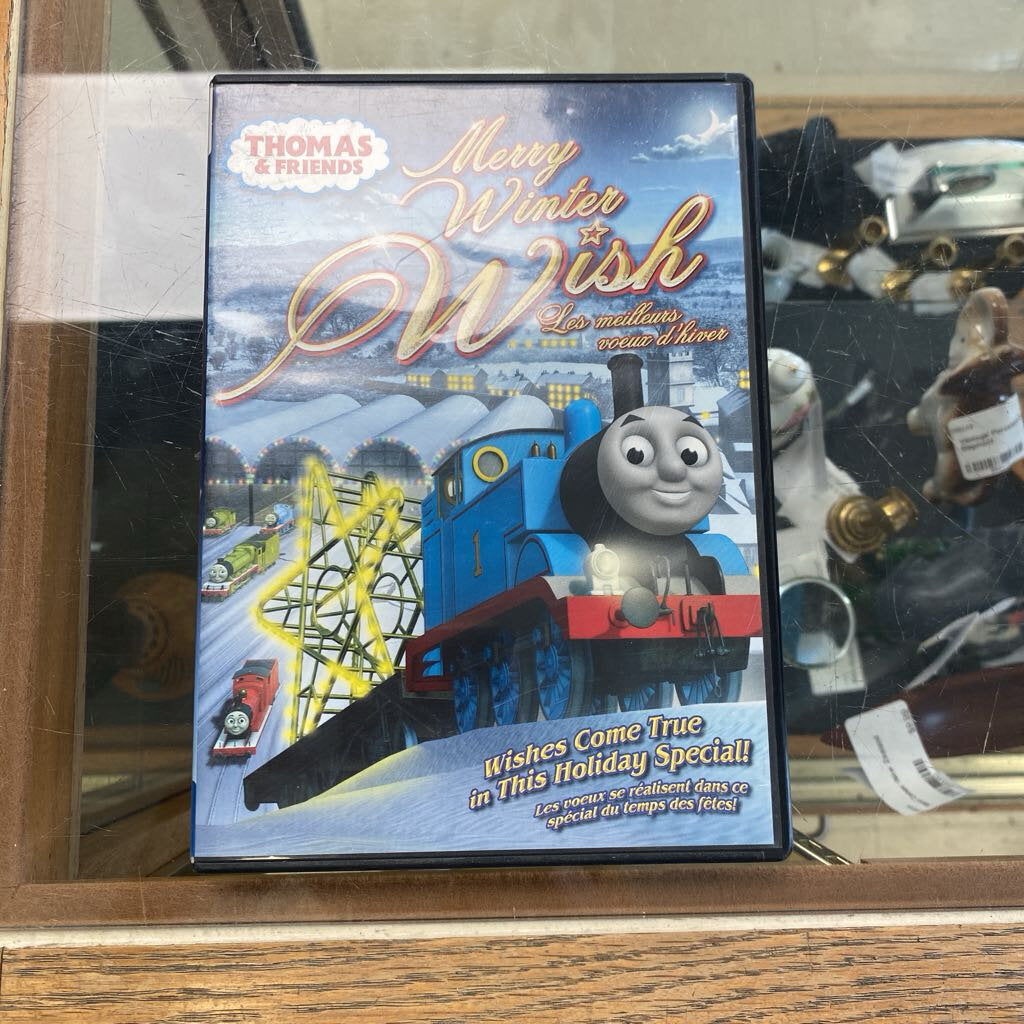 THOMAS
& FRIENDS
Merry
Winter
Wish
Les meilleurs
voeux d'hiver
1
Wishes Come True
in This Holiday Special!
Les voeux se réalisent dans ce
spécial du temps des fêtes!